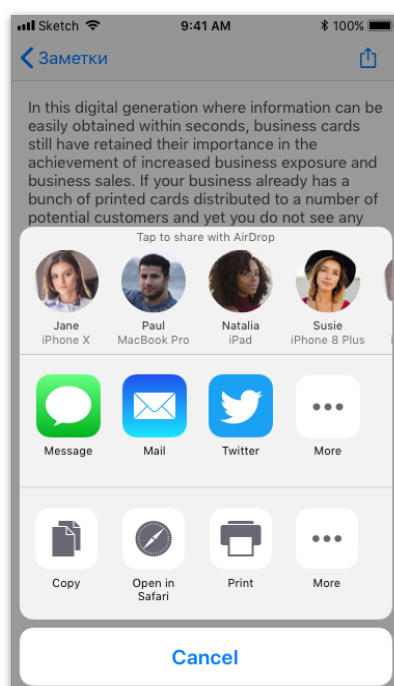 Sketch 9:41 AM 100%
Заметки
In this digital generation where information can be
easily obtained within seconds, business cards
still have retained their importance in the
achievement of increased business exposure and
business sales. If your business already has a
bunch of printed cards distributed to a number of
potential customers and yet you do not see any
Tap to share with AirDrop
Jane Paul Natalia Susie
iPhone X MacBook Pro iPad iPhone 8 Plus
Message Mail Twitter More
Copy Open in Print More
Safari
Cancel